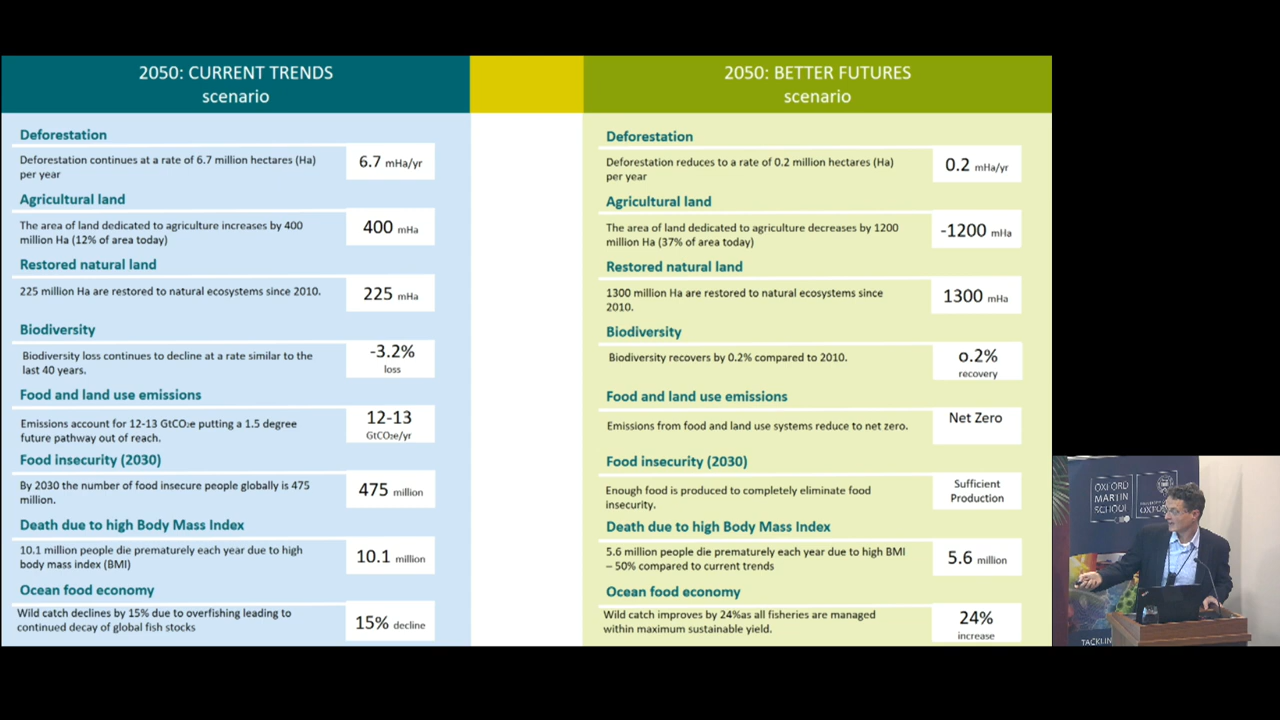 2050: CURRENT TRENDS
scenario
Deforestation
Deforestation continues at a rate of 6.7 million hectares (Ha)
per year
6.7 mHa/yr
Agricultural land
The area of land dedicated to agriculture increases by 400
million Ha (12% of area today)
400 mHa
Restored natural land
225 million Ha are restored to natural ecosystems since 2010.
225 mHa
Biodiversity
Biodiversity loss continues to decline at a rate similar to the
last 40 years.
-3.2%
loss
Food and land use emissions
Emissions account for 12-13 GtCO₂e putting a 1.5 degree
future pathway out of reach.
12-13
GtCO₂e/yr
Food insecurity (2030)
By 2030 the number of food insecure people globally is 475
million.
475 million
Death due to high Body Mass Index
10.1 million people die prematurely each year due to high
body mass index (BMI)
10.1 million
Ocean food economy
Wild catch declines by 15% due to overfishing leading to
continued decay of global fish stocks
15% decline
2050: BETTER FUTURES
scenario
Deforestation
Deforestation reduces to a rate of 0.2 million hectares (Ha)
per year
0.2 mHa/yr
Agricultural land
The area of land dedicated to agriculture decreases by 1200
million Ha (37% of area today)
-1200 mHa
Restored natural land
1300 million Ha are restored to natural ecosystems since
2010.
1300 mHa
Biodiversity
Biodiversity recovers by 0.2% compared to 2010.
0.2%
recovery
Food and land use emissions
Emissions from food and land use systems reduce to net zero.
Net Zero
Food insecurity (2030)
Enough food is produced to completely eliminate food
insecurity.
Sufficient
Production
Death due to high Body Mass Index
5.6 million people die prematurely each year due to high BMI
– 50% compared to current trends
5.6 million
Ocean food economy
Wild catch improves by 24%as all fisheries are managed
within maximum sustainable yield.
24%
increase
OXFORD
MARTIN
SCHOOL
OXFORD
TACKLIN